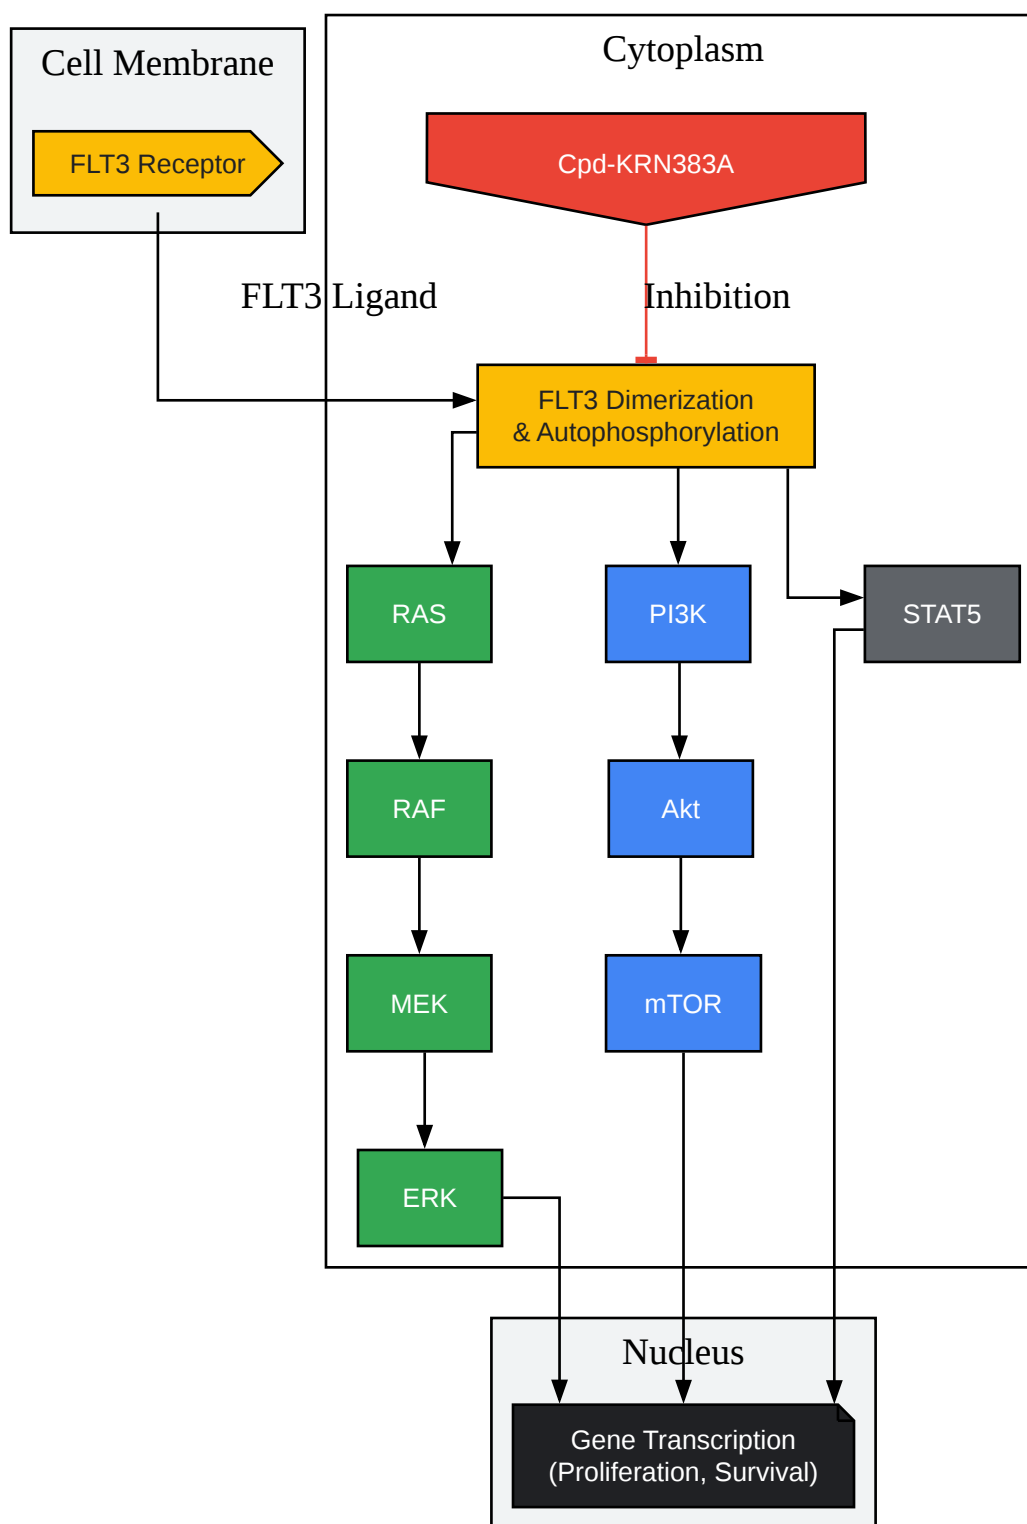 Cell Membrane
Cytoplasm
FLT3 Receptor
Cpd-KRN383A
FLT3 Ligand
Inhibition
FLT3 Dimerization
& Autophosphorylation
RAS
PI3K
STAT5
RAF
Akt
MEK
mTOR
ERK
Nucleus
Gene Transcription
(Proliferation, Survival)